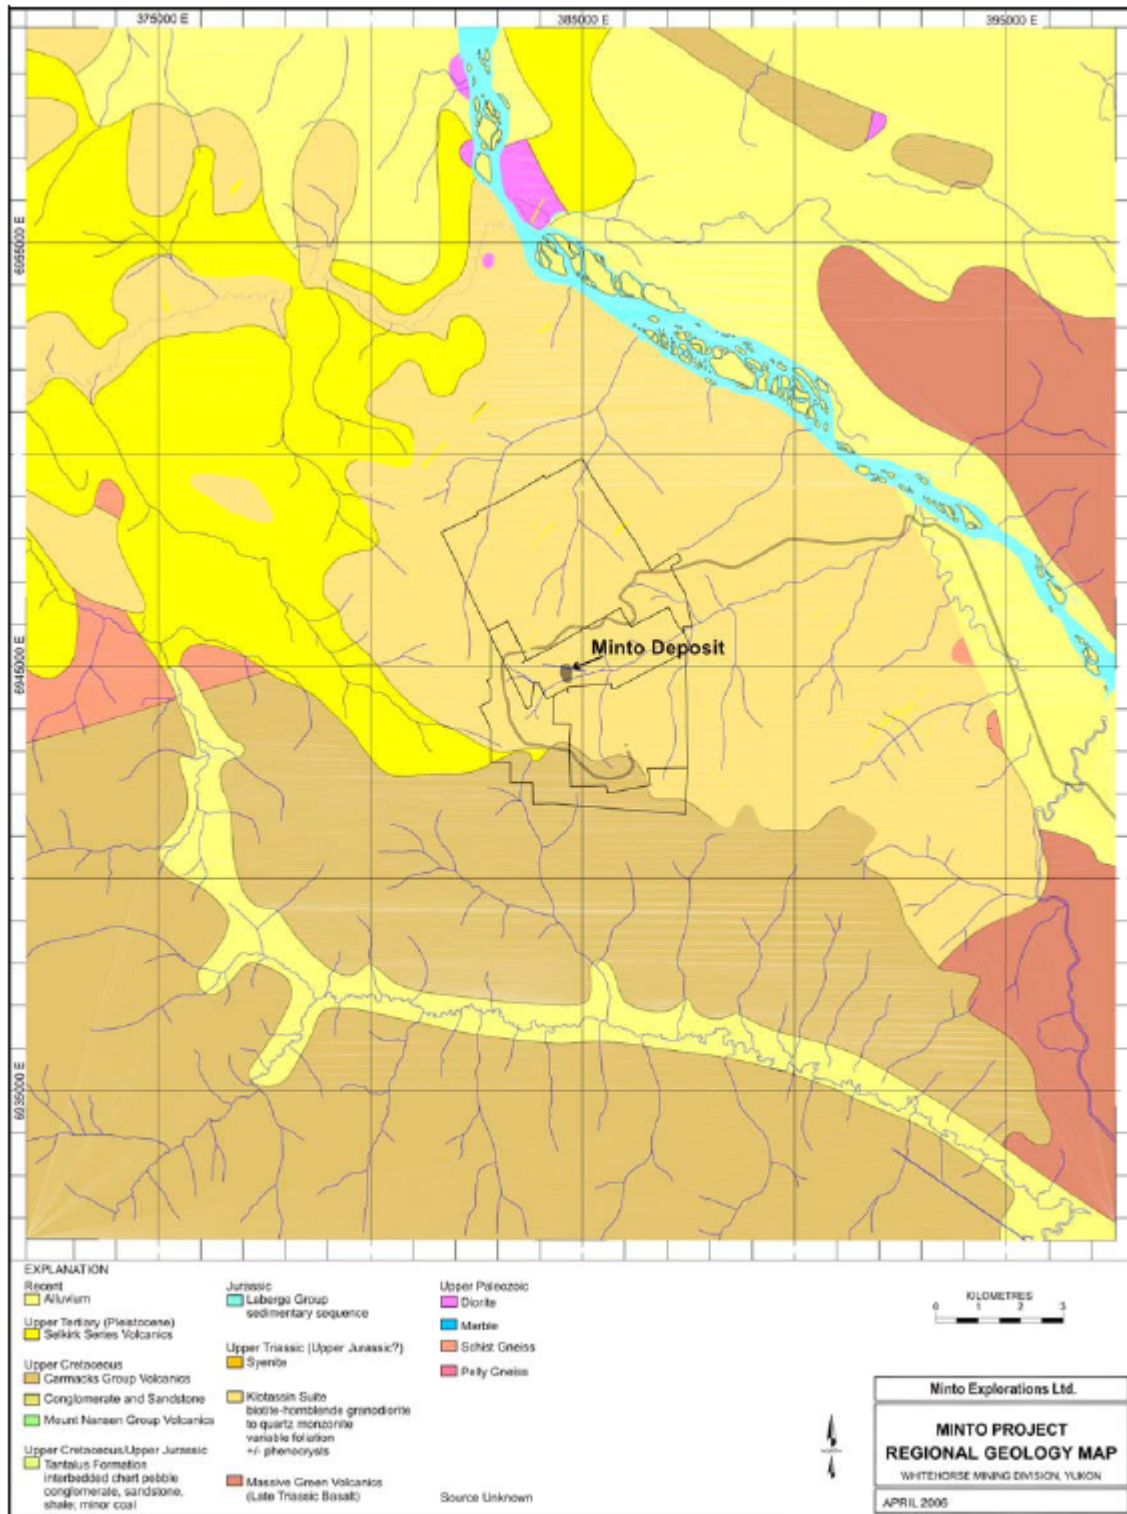 375000 E
385000 E
395000 E
6955000 E
6945000 E
6935000 E
Minto Deposit
EXPLANATION
Recent
Alluvium
Upper Tertiary (Pleistocene)
Selkirk Series Volcanics
Upper Cretaceous
Carmacks Group Volcanics
Conglomerate and Sandstone
Mount Nansen Group Volcanics
Upper Cretaceous/Upper Jurassic
Tantalus Formation
interbedded chert pebble
conglomerate, sandstone,
shale; minor coal
Jurassic
Laberge Group
sedimentary sequence
Upper Triassic (Upper Jurassic?)
Syenite
Klotassin Suite
biotite-hornblende granodiorite
to quartz monzonite
variable foliation
+/- phenocrysts
Massive Green Volcanics
(Late Triassic Basalt)
Upper Paleozoic
Diorite
Marble
Schist Gneiss
Pelly Gneiss
Source Unknown
KILOMETRES
0 1 2 3
NORTH
Minto Explorations Ltd.
MINTO PROJECT
REGIONAL GEOLOGY MAP
WHITEHORSE MINING DIVISION, YUKON
APRIL 2006